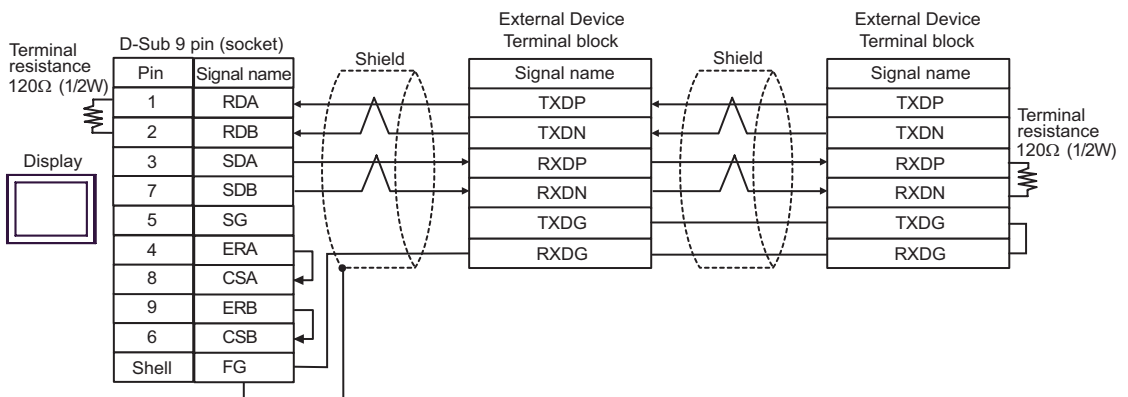 Terminal
resistance
120Ω (1/2W)
D-Sub 9 pin (socket)
Pin Signal name
1 RDA
2 RDB
3 SDA
7 SDB
5 SG
4 ERA
8 CSA
9 ERB
6 CSB
Shell FG
Display
Shield
External Device
Terminal block
Signal name
TXDP
TXDN
RXDP
RXDN
TXDG
RXDG
Shield
External Device
Terminal block
Signal name
TXDP
TXDN
RXDP
RXDN
TXDG
RXDG
Terminal
resistance
120Ω (1/2W)